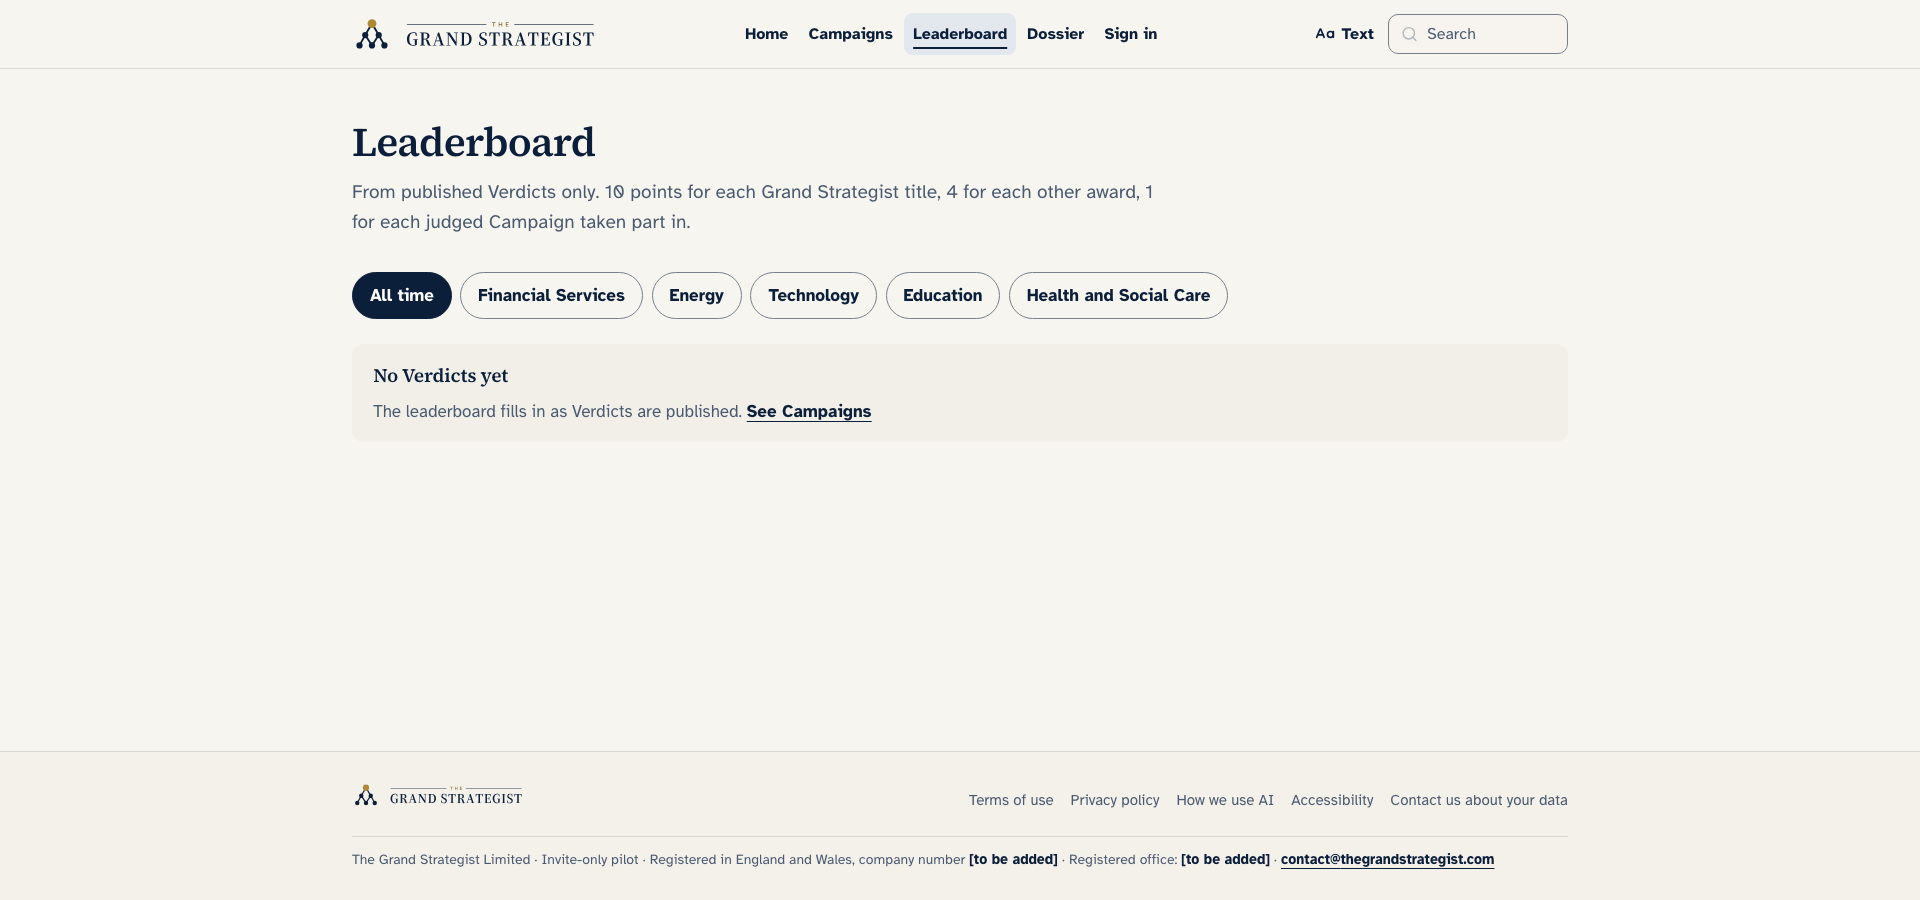 THE
GRAND STRATEGIST
Home Campaigns Leaderboard Dossier Sign in
Aa Text Search
Leaderboard
From published Verdicts only. 10 points for each Grand Strategist title, 4 for each other award, 1
for each judged Campaign taken part in.
All time Financial Services Energy Technology Education Health and Social Care
No Verdicts yet
The leaderboard fills in as Verdicts are published. See Campaigns
THE
GRAND STRATEGIST
Terms of use Privacy policy How we use AI Accessibility Contact us about your data
The Grand Strategist Limited · Invite-only pilot · Registered in England and Wales, company number [to be added] · Registered office: [to be added] · contact@thegrandstrategist.com